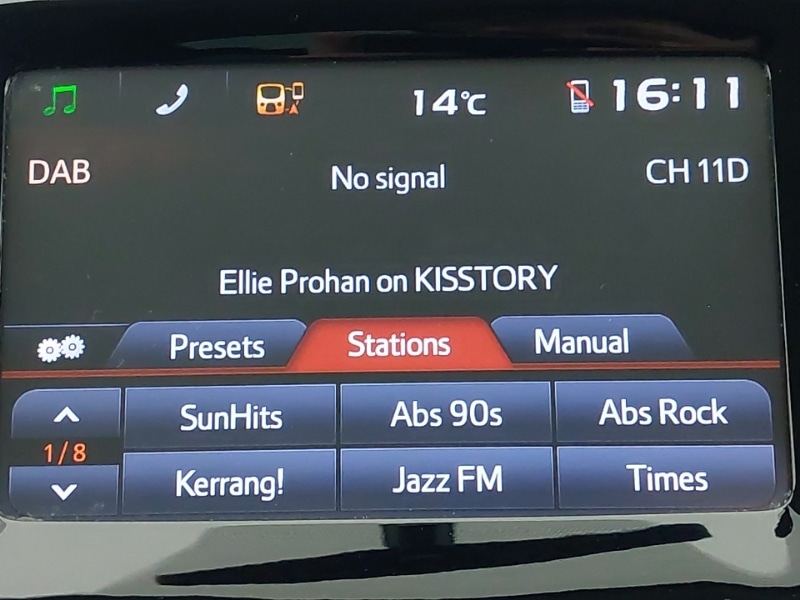 14°C 16:11
DAB No signal CH 11D
Ellie Prohan on KISSTORY
Presets Stations Manual
SunHits Abs 90s Abs Rock
1/8
Kerrang! Jazz FM Times